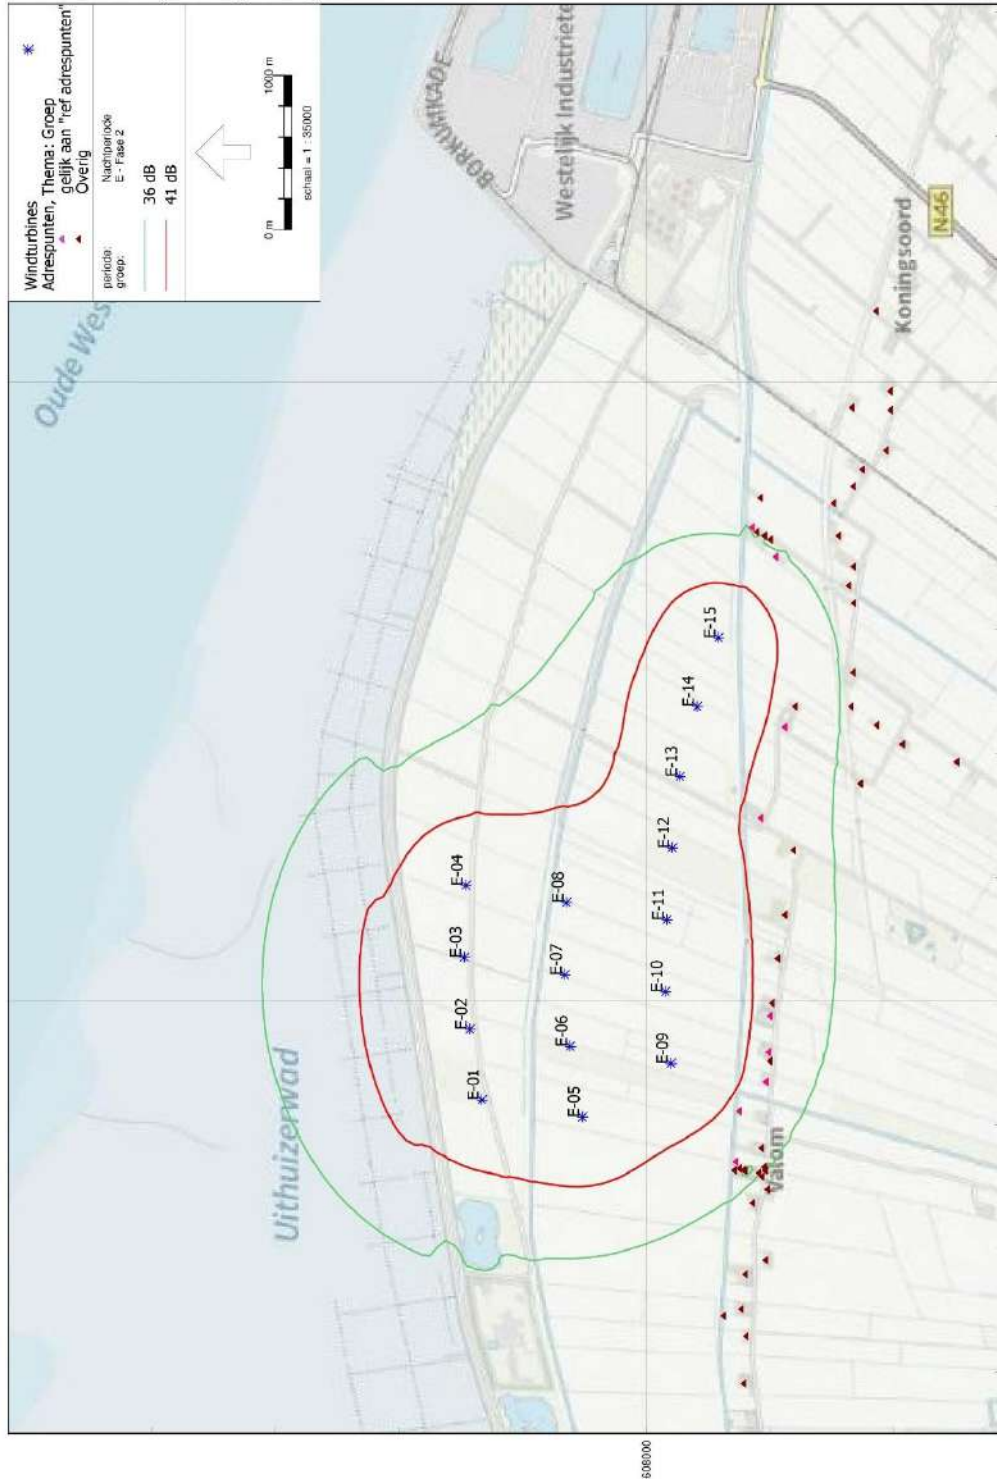 Windturbines
Adrespunten, Thema: Groep
gelijk aan "ref adrespunten"
Overig
periode: Nachtperiode
groep: E - Fase 2
36 dB
41 dB
0 m 1000 m
schaal = 1 : 35000
Oude Wes
Uithuizerwad
BORKUMKADE
Westelijk Industriete
Koningsoord
N46
Valom
E-01
E-02
E-03
E-04
E-05
E-06
E-07
E-08
E-09
E-10
E-11
E-12
E-13
E-14
E-15
608000